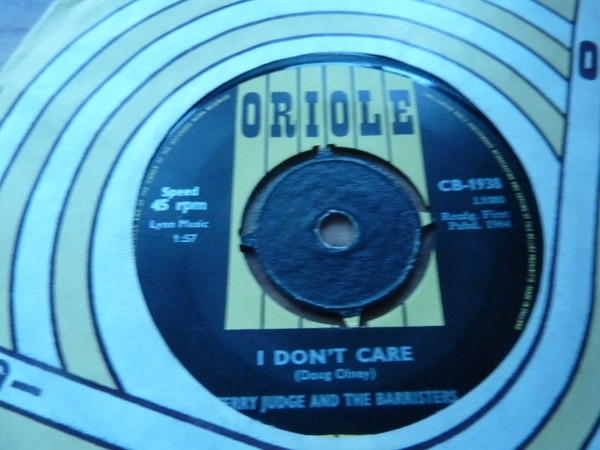 ORIOLE
Speed
45 rpm
Lynn Music
1:57
CB-1938
Recdg. First
Pubd. 1964
I DON'T CARE
(Doug Olney)
ERRY JUDGE AND THE BARRISTERS